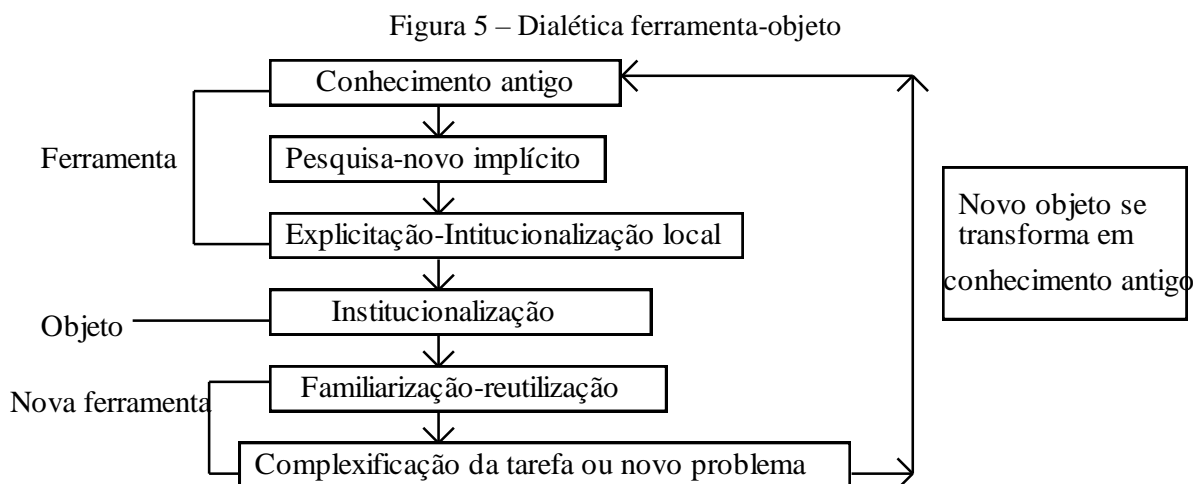 Figura 5 – Dialética ferramenta-objeto
Conhecimento antigo
Ferramenta
Pesquisa-novo implícito
Explicitação-Intitucionalização local
Novo objeto se
transforma em
conhecimento antigo
Objeto
Institucionalização
Nova ferramenta
Familiarização-reutilização
Complexificação da tarefa ou novo problema